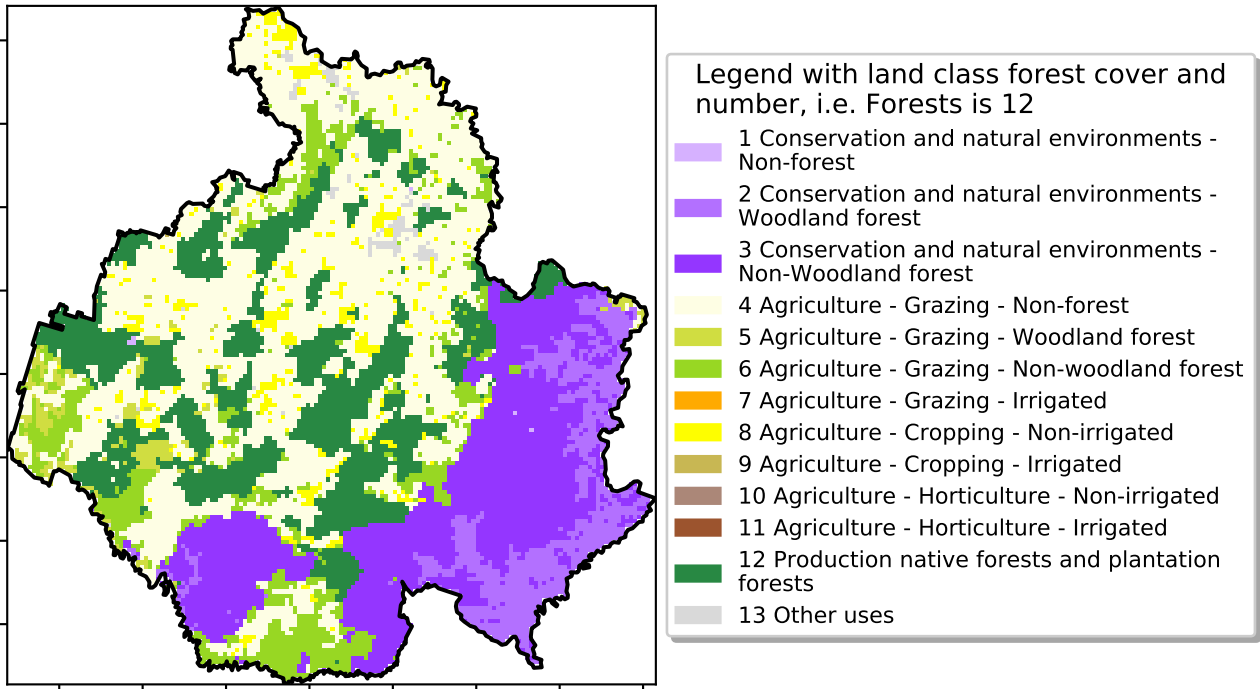 Legend with land class forest cover and
number, i.e. Forests is 12
1 Conservation and natural environments -
Non-forest
2 Conservation and natural environments -
Woodland forest
3 Conservation and natural environments -
Non-Woodland forest
4 Agriculture - Grazing - Non-forest
5 Agriculture - Grazing - Woodland forest
6 Agriculture - Grazing - Non-woodland forest
7 Agriculture - Grazing - Irrigated
8 Agriculture - Cropping - Non-irrigated
9 Agriculture - Cropping - Irrigated
10 Agriculture - Horticulture - Non-irrigated
11 Agriculture - Horticulture - Irrigated
12 Production native forests and plantation
forests
13 Other uses